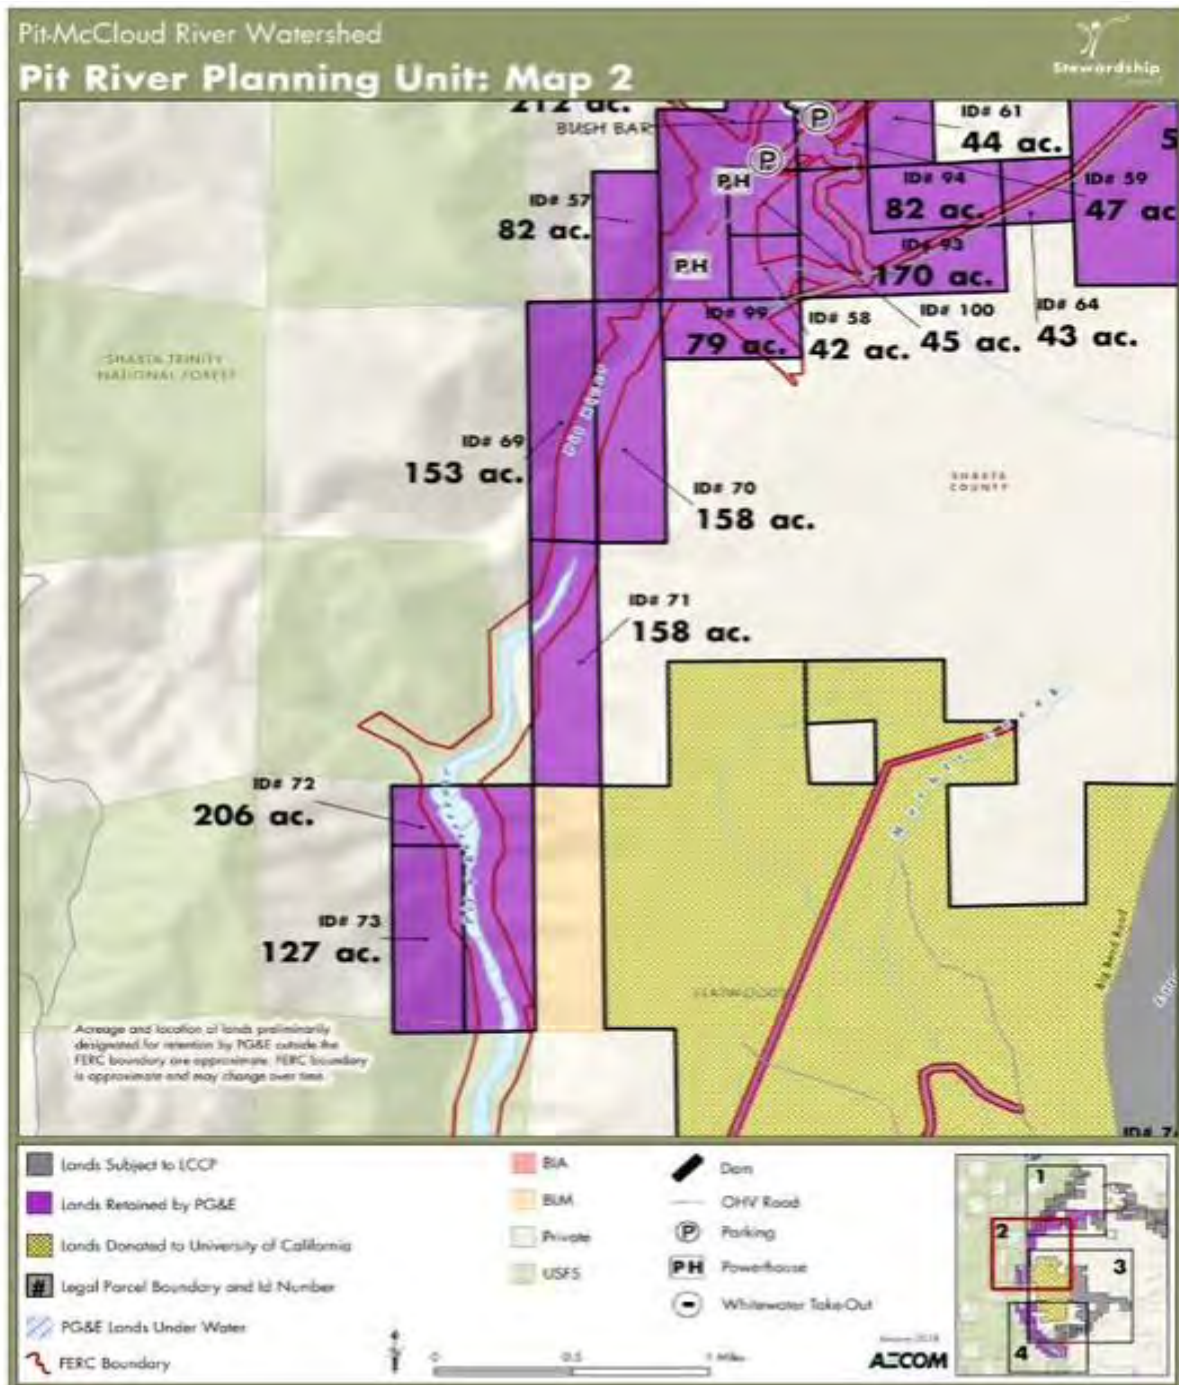 Pit-McCloud River Watershed
Pit River Planning Unit: Map 2
Stewardship
212 ac.
BUSH BAR
P
P
PH
PH
ID# 61
44 ac.
5
ID# 57
82 ac.
ID# 94
82 ac.
ID# 59
47 ac
ID# 93
170 ac.
ID# 99
79 ac.
ID# 58
42 ac.
ID# 100
45 ac.
ID# 64
43 ac.
SHASTA TRINITY
NATIONAL FOREST
ID# 69
153 ac.
ID# 70
158 ac.
SHASTA
COUNTY
ID# 71
158 ac.
ID# 72
206 ac.
ID# 73
127 ac.
Big Bend Road
Acreage and location of lands preliminarily
designated for retention by PG&E outside the
FERC boundary are approximate. FERC boundary
is approximate and may change over time.
Lands Subject to LCCP
Lands Retained by PG&E
Lands Donated to University of California
# Legal Parcel Boundary and Id Number
PG&E Lands Under Water
FERC Boundary
BIA
BLM
Private
USFS
Dam
OHV Road
P Parking
PH Powerhouse
Whitewater Take-Out
0 0.5 1 Miles
AECOM
1
2
3
4